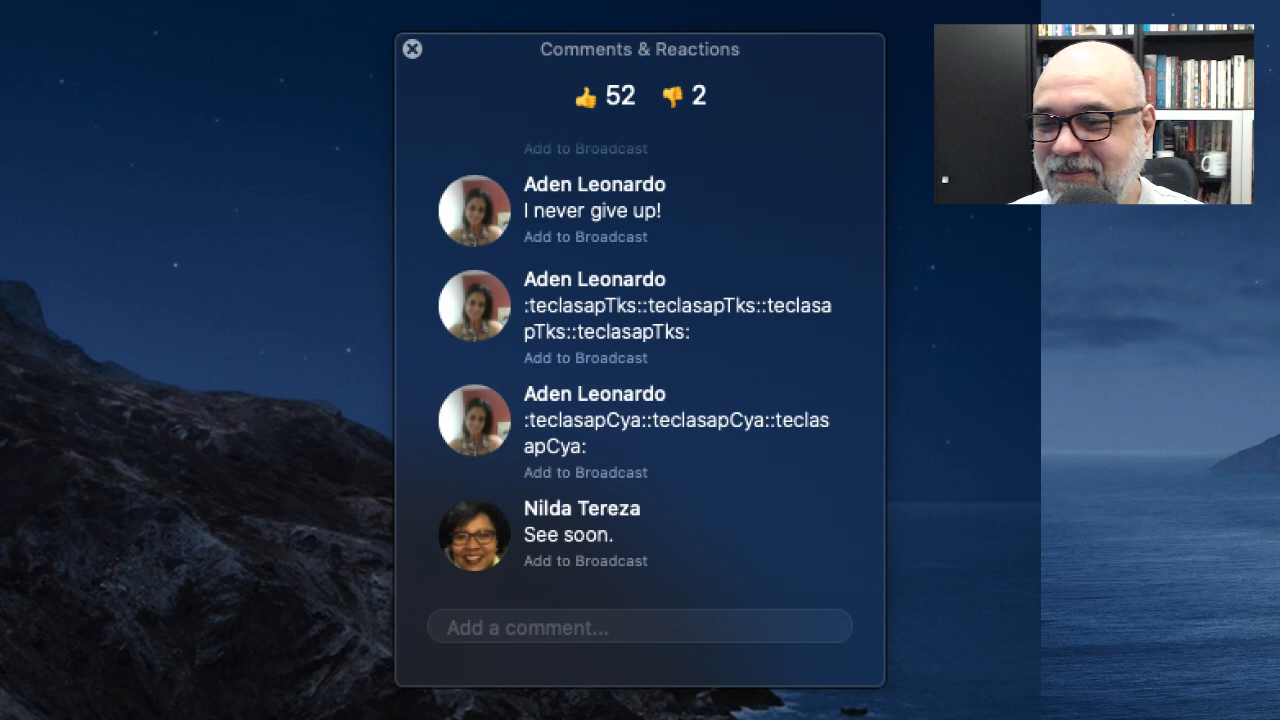 Comments & Reactions
👍 52 👎 2
Add to Broadcast
Aden Leonardo
I never give up!
Add to Broadcast
Aden Leonardo
:teclasapTks::teclasapTks::teclasa
pTks::teclasapTks:
Add to Broadcast
Aden Leonardo
:teclasapCya::teclasapCya::teclas
apCya:
Add to Broadcast
Nilda Tereza
See soon.
Add to Broadcast
Add a comment...